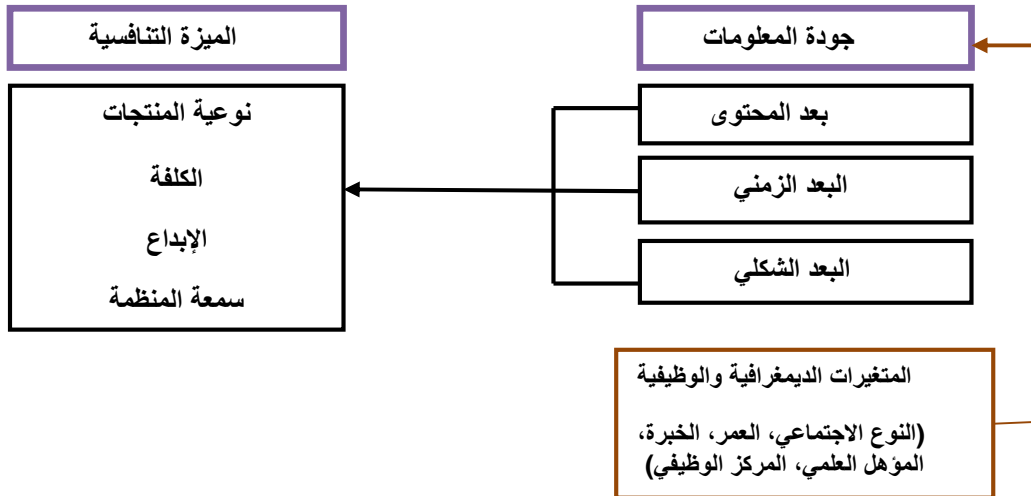 جودة المعلومات
الميزة التنافسية
بعد المحتوى
البعد الزمني
البعد الشكلي
نوعية المنتجات
الكلفة
الإبداع
سمعة المنظمة
المتغيرات الديمغرافية والوظيفية
(النوع الاجتماعي، العمر، الخبرة،
المؤهل العلمي، المركز الوظيفي)